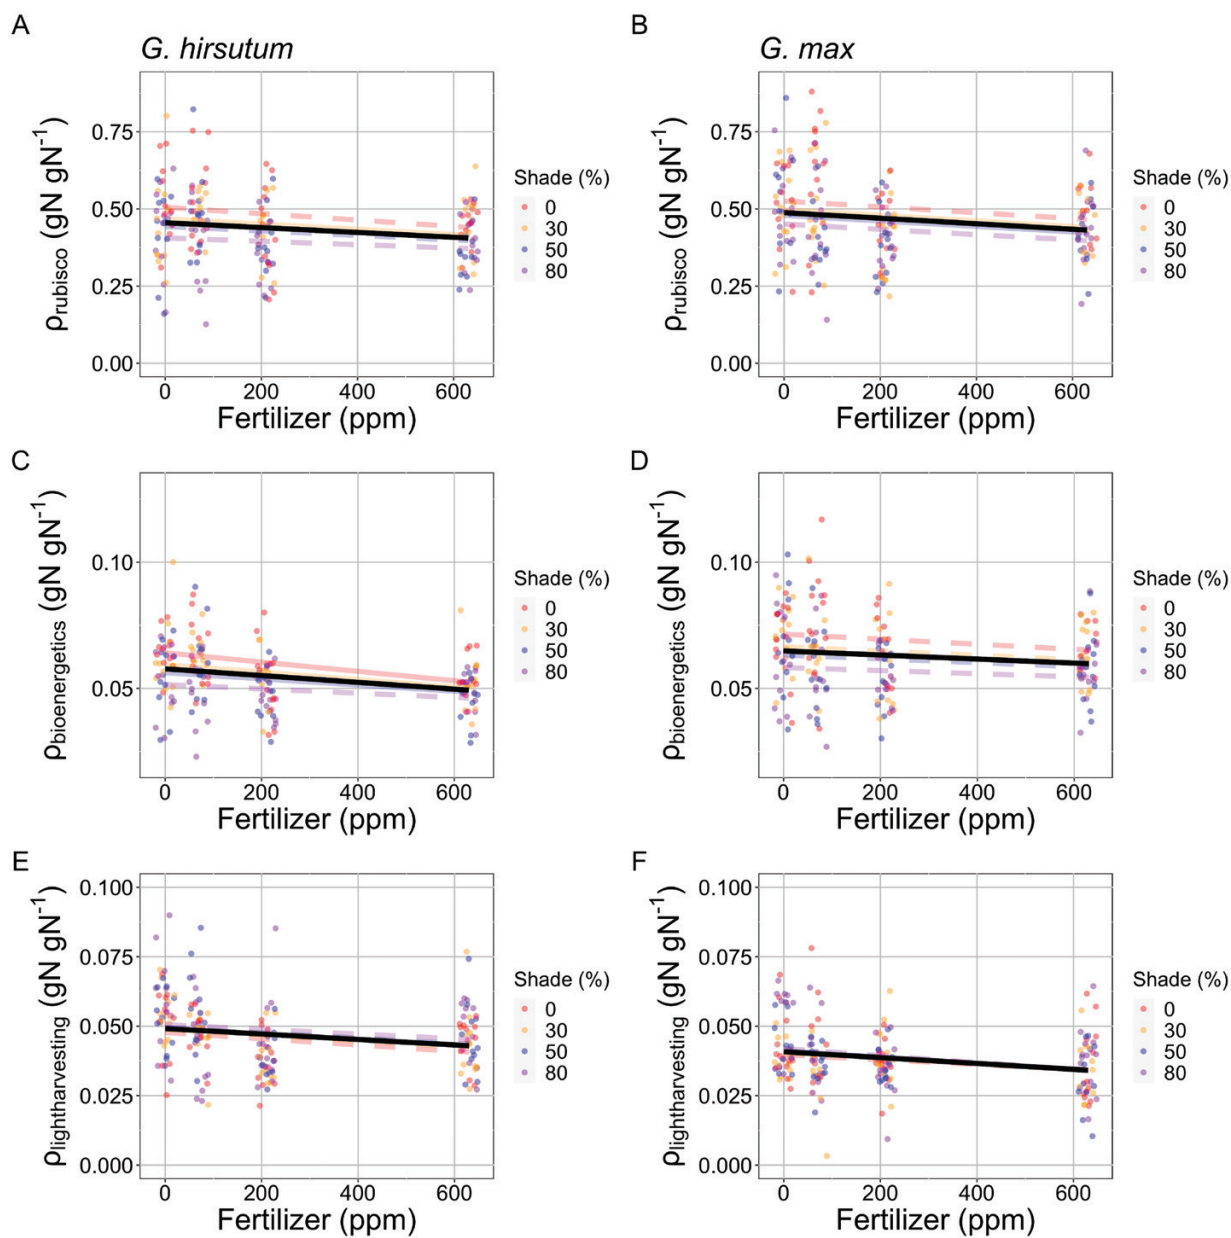 A
G. hirsutum
ρrubisco (gN gN⁻¹)
0.75
0.50
0.25
0.00
0 200 400 600
Fertilizer (ppm)
Shade (%)
0
30
50
80
B
G. max
ρrubisco (gN gN⁻¹)
0.75
0.50
0.25
0.00
0 200 400 600
Fertilizer (ppm)
Shade (%)
0
30
50
80
C
ρbioenergetics (gN gN⁻¹)
0.10
0.05
0 200 400 600
Fertilizer (ppm)
Shade (%)
0
30
50
80
D
ρbioenergetics (gN gN⁻¹)
0.10
0.05
0 200 400 600
Fertilizer (ppm)
Shade (%)
0
30
50
80
E
ρlightharvesting (gN gN⁻¹)
0.100
0.075
0.050
0.025
0.000
0 200 400 600
Fertilizer (ppm)
Shade (%)
0
30
50
80
F
ρlightharvesting (gN gN⁻¹)
0.100
0.075
0.050
0.025
0.000
0 200 400 600
Fertilizer (ppm)
Shade (%)
0
30
50
80